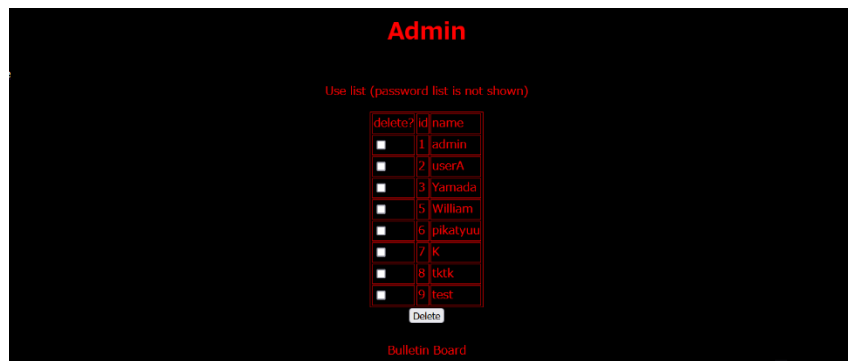 Admin
Use list (password list is not shown)
delete? id name
1 admin
2 userA
3 Yamada
5 William
6 pikatyuu
7 K
8 tktk
9 test
Delete
Bulletin Board